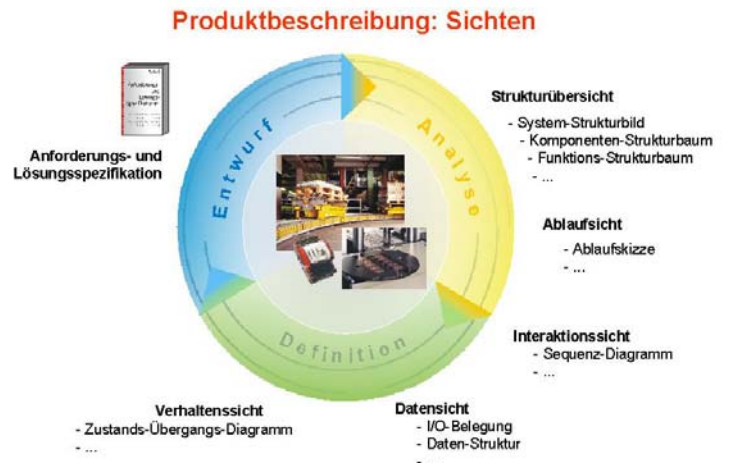 Produktbeschreibung: Sichten
Entwurf
Analyse
Definition
Anforderungs- und
Lösungsspezifikation
Strukturübersicht
- System-Strukturbild
- Komponenten-Strukturbaum
- Funktions-Strukturbaum
- ...
Ablaufsicht
- Ablaufskizze
- ...
Interaktionssicht
- Sequenz-Diagramm
- ...
Datensicht
- I/O-Belegung
- Daten-Struktur
- ...
Verhaltenssicht
- Zustands-Übergangs-Diagramm
- ...